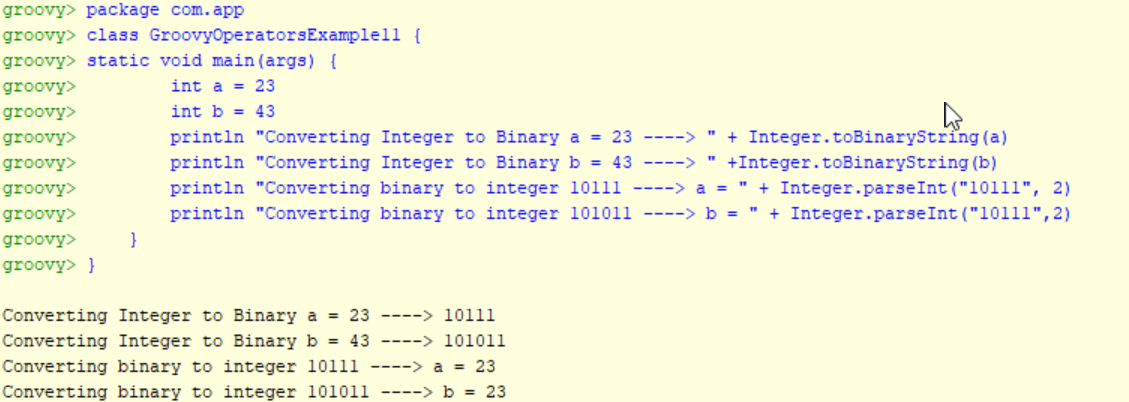 groovy> package com.app
groovy> class GroovyOperatorsExample11 {
groovy> static void main(args) {
groovy>         int a = 23
groovy>         int b = 43
groovy>         println "Converting Integer to Binary a = 23 ----> " + Integer.toBinaryString(a)
groovy>         println "Converting Integer to Binary b = 43 ----> " +Integer.toBinaryString(b)
groovy>         println "Converting binary to integer 10111 ----> a = " + Integer.parseInt("10111", 2)
groovy>         println "Converting binary to integer 101011 ----> b = " + Integer.parseInt("10111",2)
groovy>     }
groovy> }
Converting Integer to Binary a = 23 ----> 10111
Converting Integer to Binary b = 43 ----> 101011
Converting binary to integer 10111 ----> a = 23
Converting binary to integer 101011 ----> b = 23